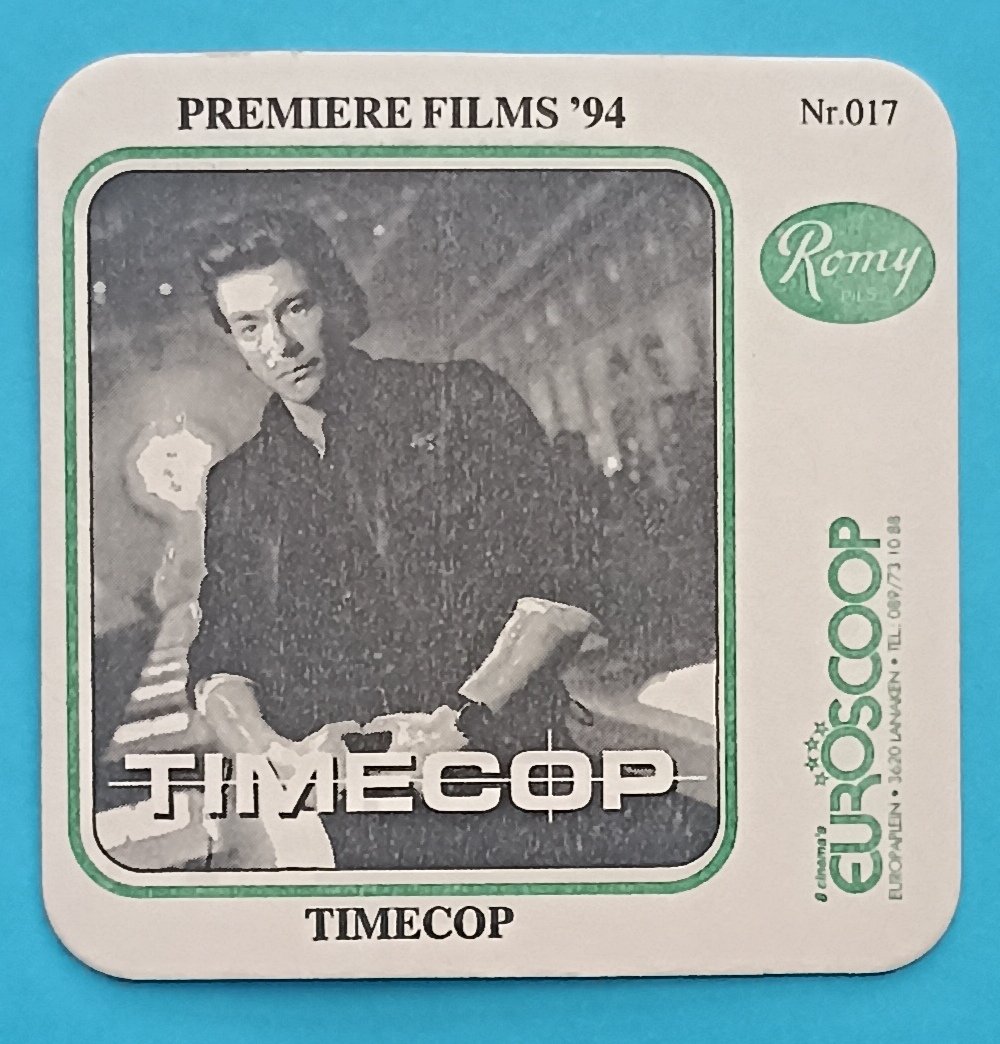 PREMIERE FILMS ’94
Nr.017
Romy
PILS
TIMECOP
TIMECOP
8 cinema's
EUROSCOOP
EUROPAPLEIN • 3620 LANAKEN • TEL.: 089/73 10 88